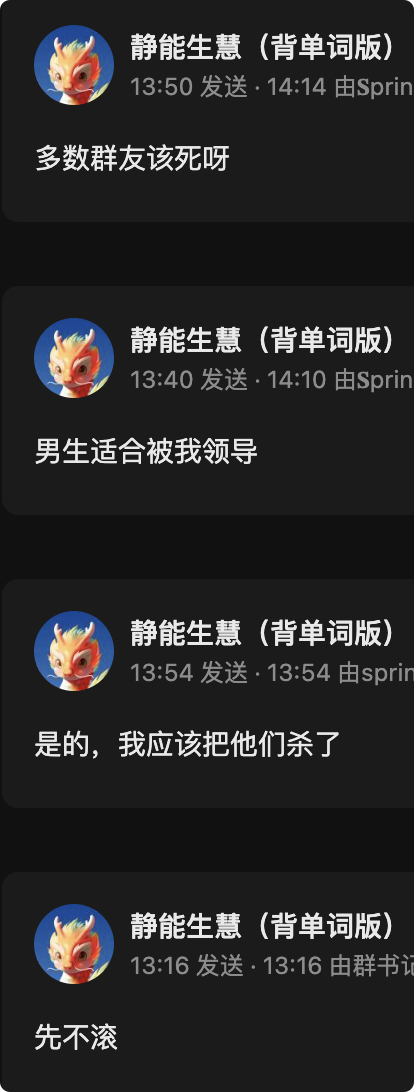 静能生慧（背单词版）
13:50 发送 · 14:14 由Sprin
多数群友该死呀
静能生慧（背单词版）
13:40 发送 · 14:10 由Sprin
男生适合被我领导
静能生慧（背单词版）
13:54 发送 · 13:54 由sprin
是的，我应该把他们杀了
静能生慧（背单词版）
13:16 发送 · 13:16 由群书记
先不滚